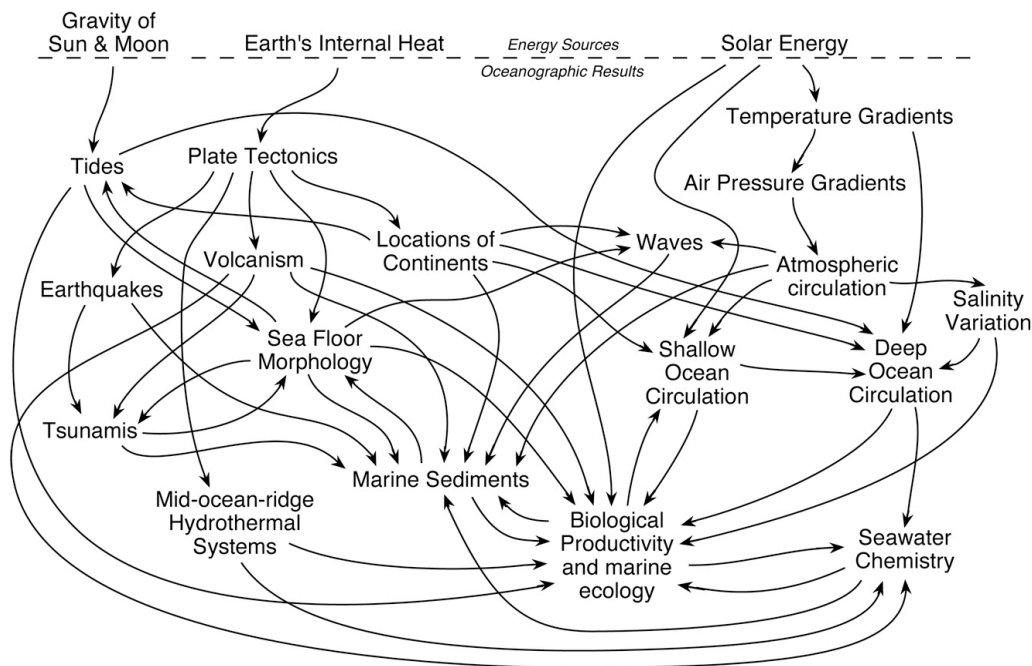 Gravity of
Sun & Moon
Earth's Internal Heat
Energy Sources
Solar Energy
Oceanographic Results
Temperature Gradients
Tides
Plate Tectonics
Air Pressure Gradients
Locations of
Continents
Waves
Volcanism
Atmospheric
circulation
Earthquakes
Salinity
Variation
Sea Floor
Morphology
Shallow
Ocean
Circulation
Deep
Ocean
Circulation
Tsunamis
Marine Sediments
Mid-ocean-ridge
Hydrothermal
Systems
Biological
Productivity
and marine
ecology
Seawater
Chemistry